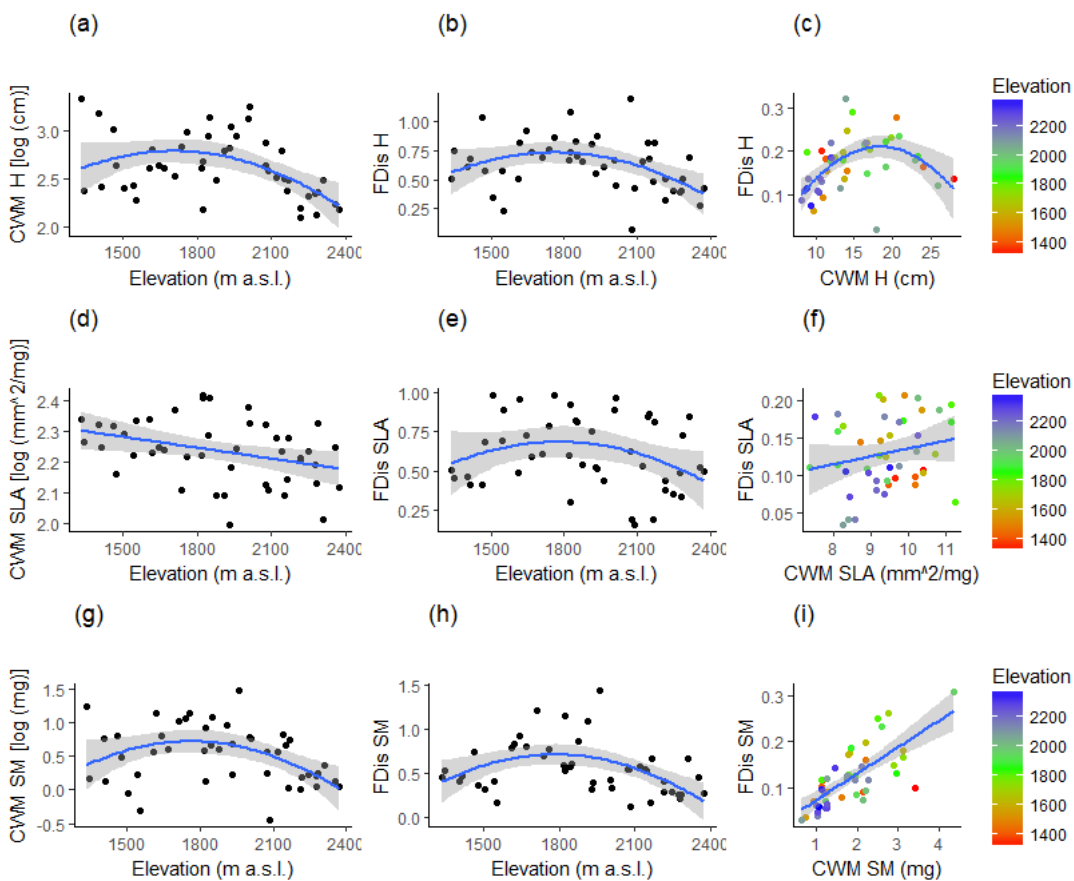 (a)
CWM H [log (cm)]
3.0
2.5
2.0
1500
1800
2100
2400
Elevation (m a.s.l.)
(b)
FDis H
1.00
0.75
0.50
0.25
1500
1800
2100
2400
Elevation (m a.s.l.)
(c)
FDis H
0.3
0.2
0.1
10
15
20
25
CWM H (cm)
Elevation
2200
2000
1800
1600
1400
(d)
CWM SLA [log (mm^2/mg)]
2.4
2.3
2.2
2.1
2.0
1500
1800
2100
2400
Elevation (m a.s.l.)
(e)
FDis SLA
1.00
0.75
0.50
0.25
1500
1800
2100
2400
Elevation (m a.s.l.)
(f)
FDis SLA
0.20
0.15
0.10
0.05
8
9
10
11
CWM SLA (mm^2/mg)
Elevation
2200
2000
1800
1600
1400
(g)
CWM SM [log (mg)]
1.5
1.0
0.5
0.0
-0.5
1500
1800
2100
2400
Elevation (m a.s.l.)
(h)
FDis SM
1.5
1.0
0.5
0.0
1500
1800
2100
2400
Elevation (m a.s.l.)
(i)
FDis SM
0.3
0.2
0.1
1
2
3
4
CWM SM (mg)
Elevation
2200
2000
1800
1600
1400